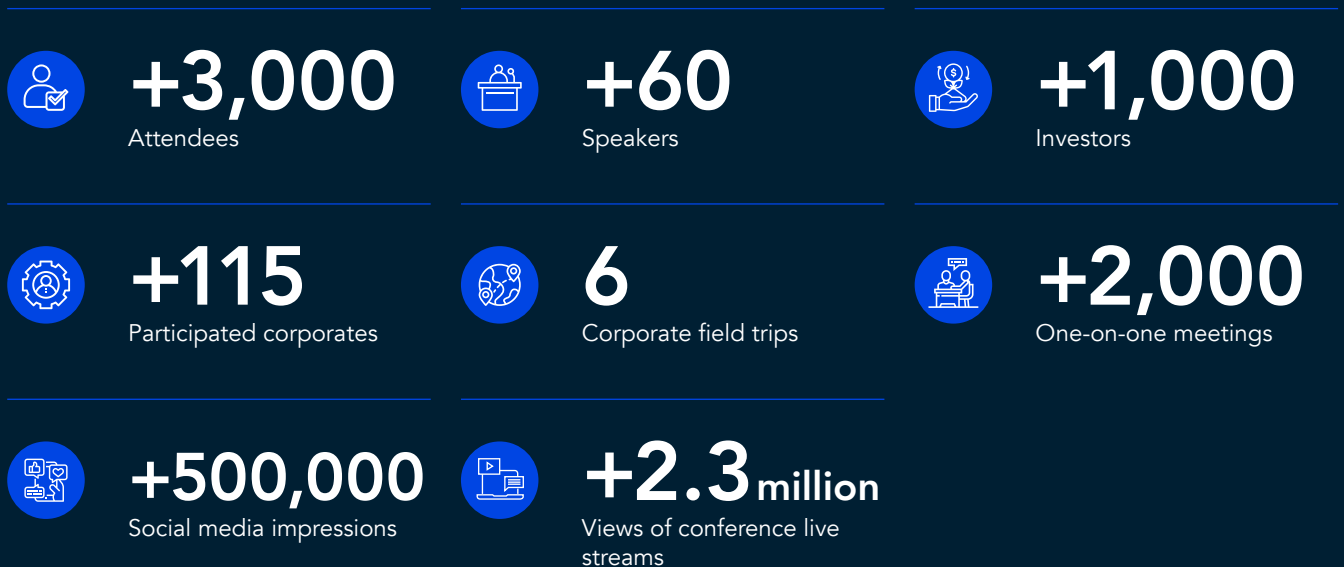 +3,000
Attendees
+60
Speakers
+1,000
Investors
+115
Participated corporates
6
Corporate field trips
+2,000
One-on-one meetings
+500,000
Social media impressions
+2.3 million
Views of conference live
streams